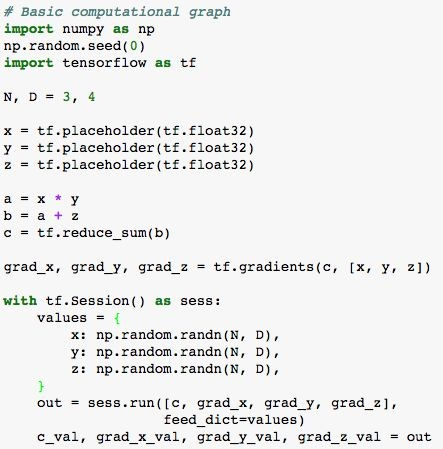 # Basic computational graph
import numpy as np
np.random.seed(0)
import tensorflow as tf

N, D = 3, 4

x = tf.placeholder(tf.float32)
y = tf.placeholder(tf.float32)
z = tf.placeholder(tf.float32)

a = x * y
b = a + z
c = tf.reduce_sum(b)

grad_x, grad_y, grad_z = tf.gradients(c, [x, y, z])

with tf.Session() as sess:
    values = {
        x: np.random.randn(N, D),
        y: np.random.randn(N, D),
        z: np.random.randn(N, D),
    }
    out = sess.run([c, grad_x, grad_y, grad_z],
                   feed_dict=values)
    c_val, grad_x_val, grad_y_val, grad_z_val = out